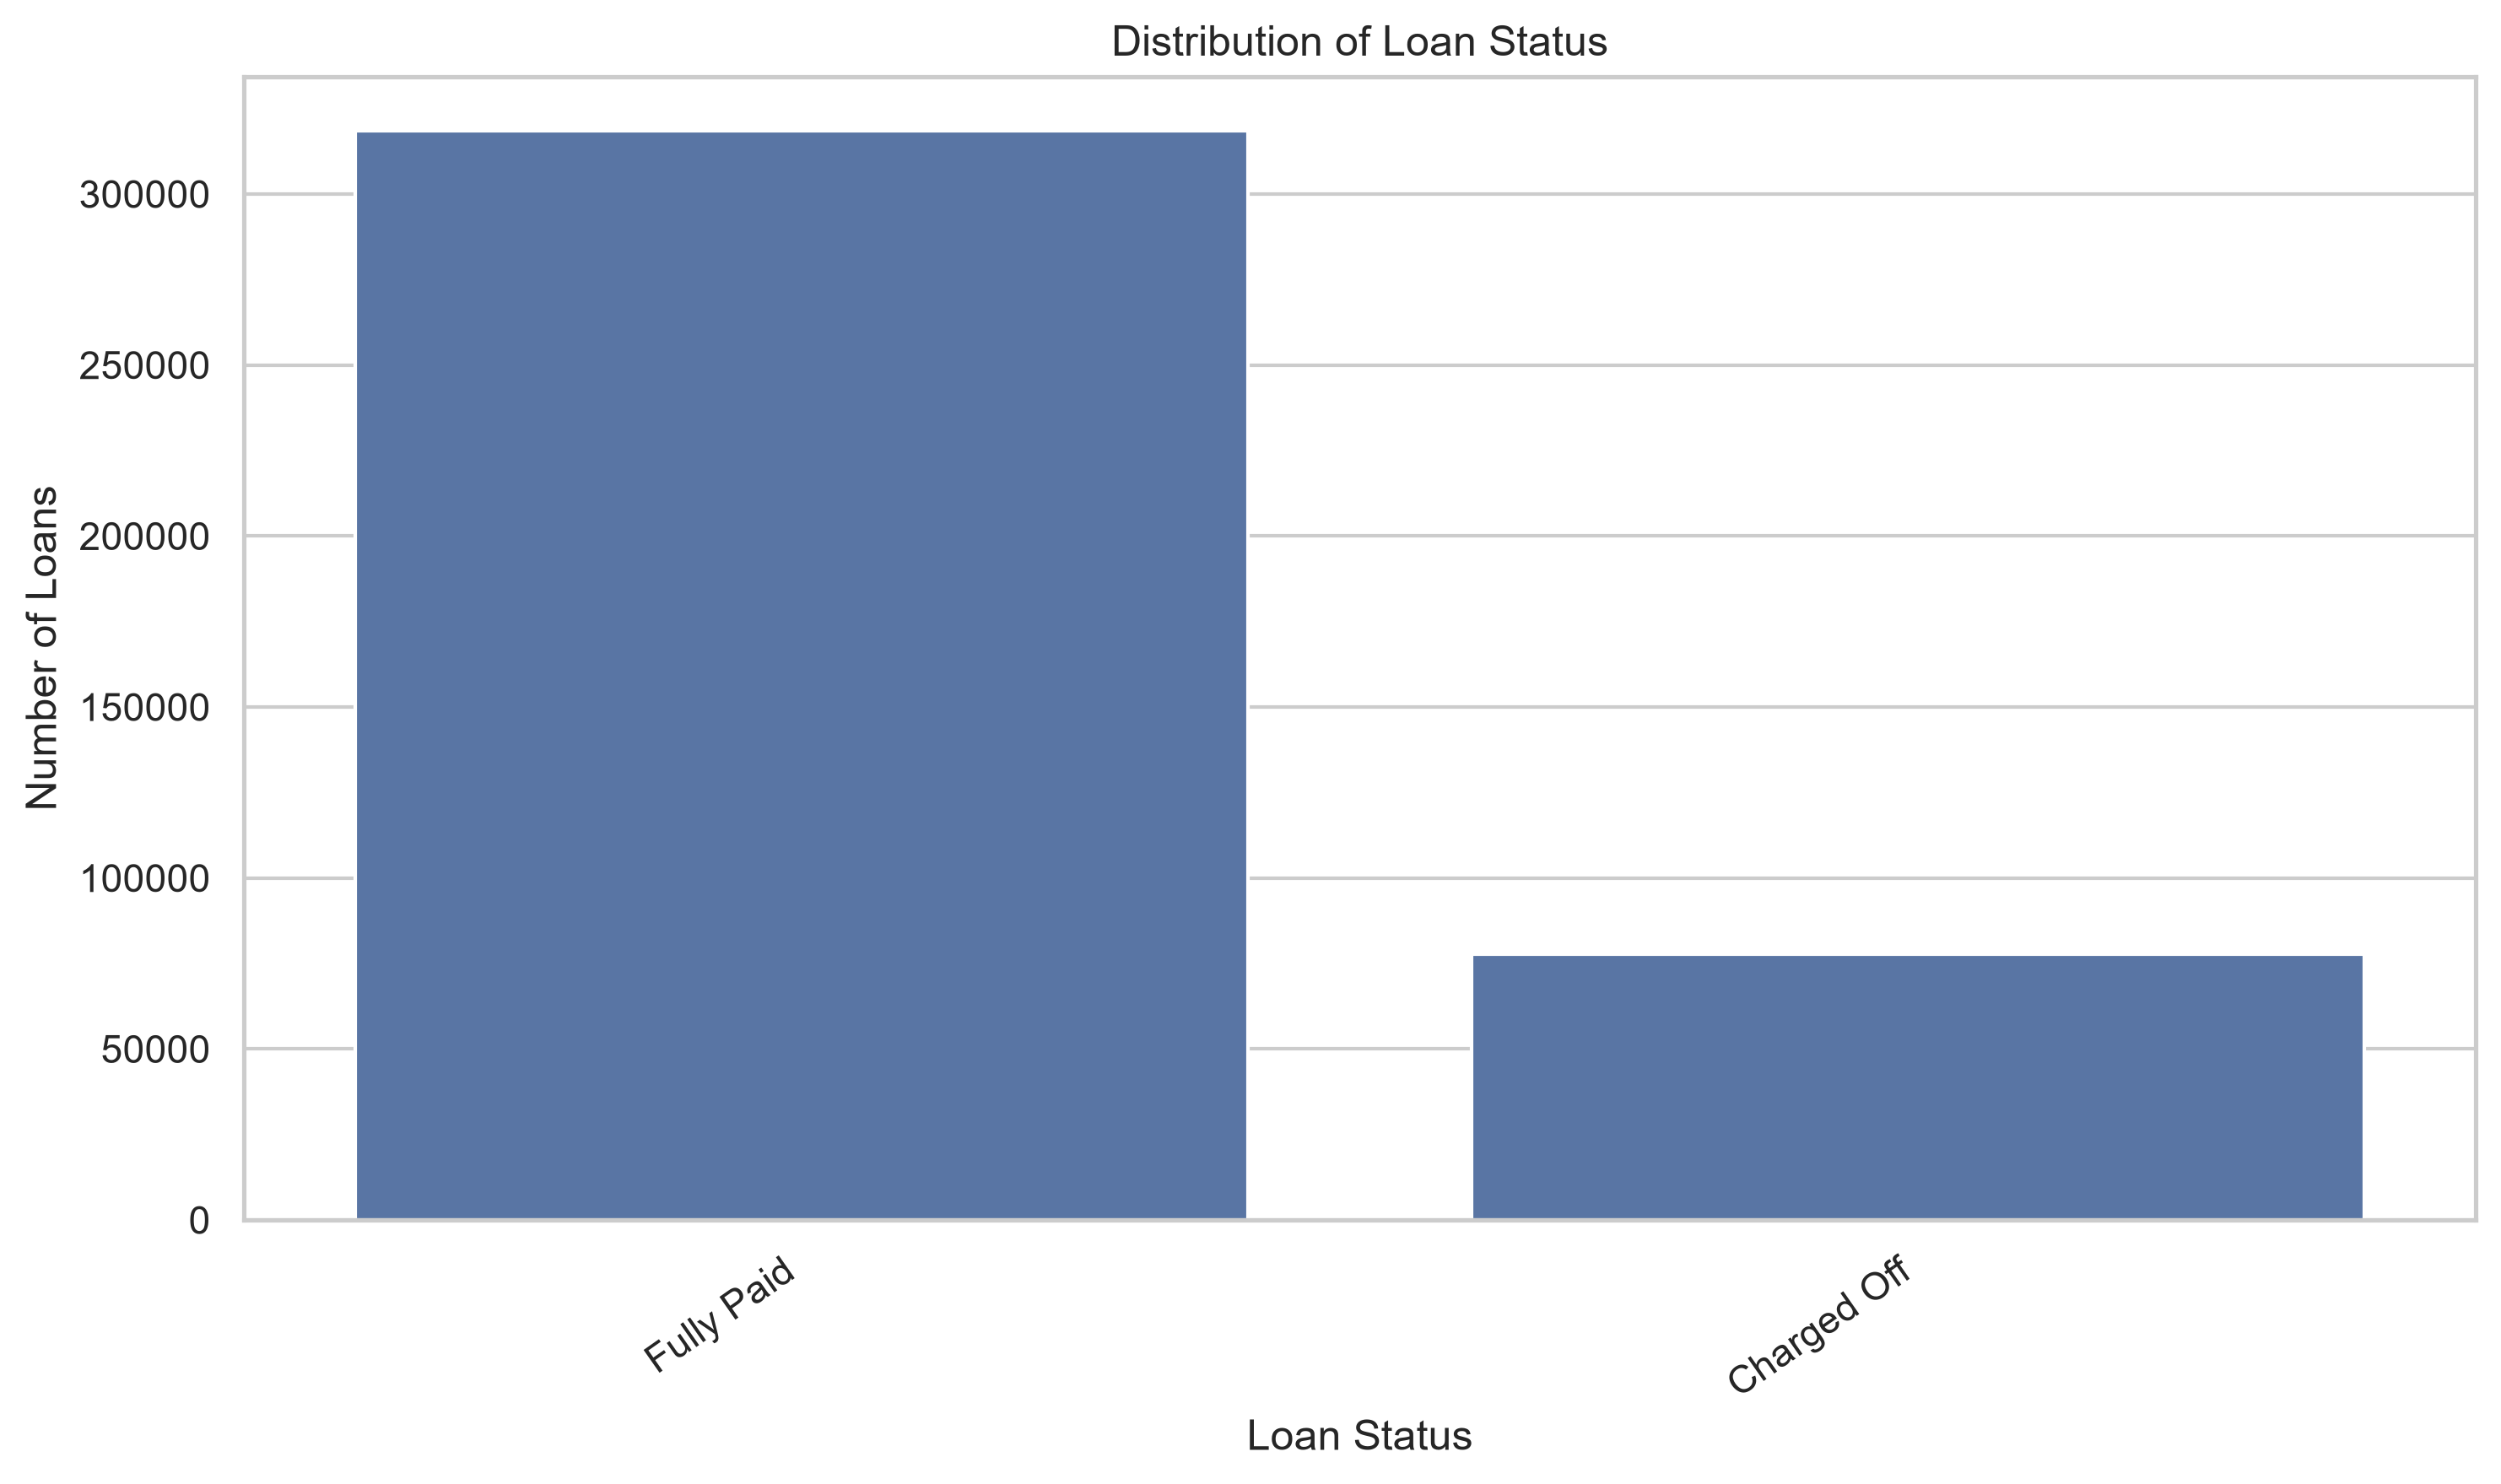 Distribution of Loan Status
Number of Loans
300000
250000
200000
150000
100000
50000
0
Fully Paid
Charged Off
Loan Status